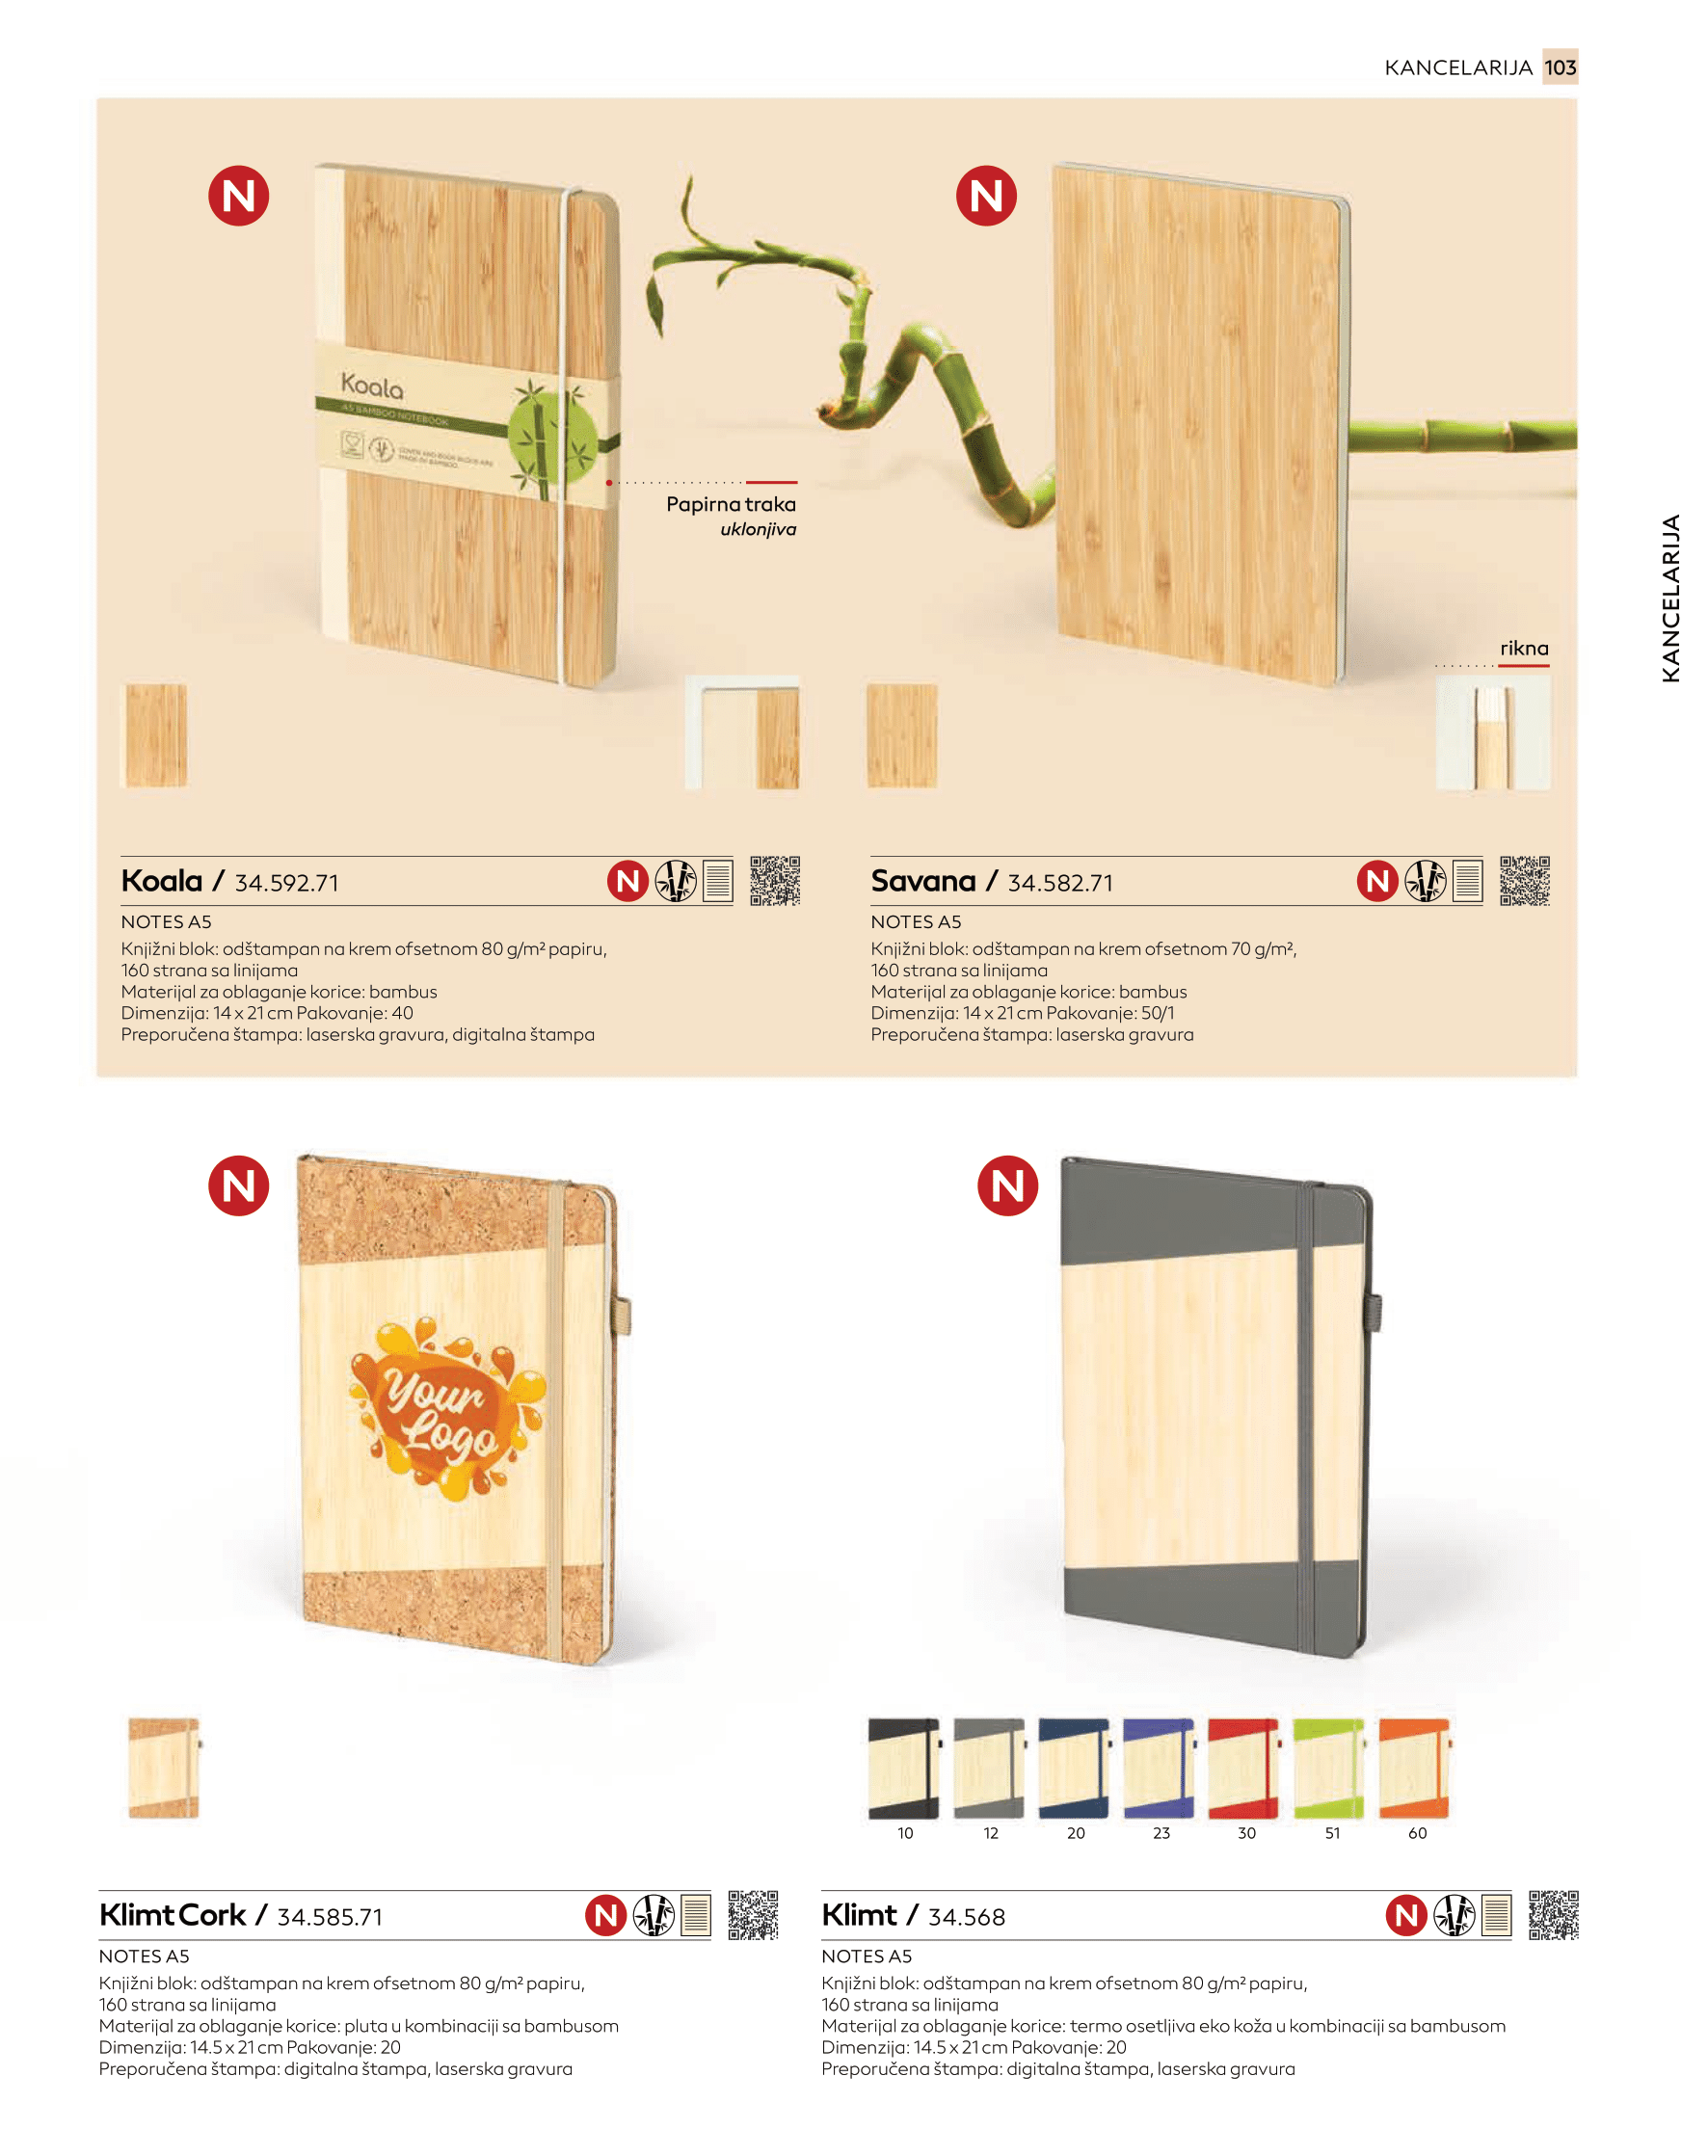 KANCELARIJA 103
N
N
Koala
A5 BAMBOO NOTEBOOK
COVER AND BOOK BLOCK ARE
MADE OF BAMBOO
Papirna traka
uklonjiva
KANCELARIJA
rikna
Koala / 34.592.71
N
NOTES A5
Knjižni blok: odštampan na krem ofsetnom 80 g/m² papiru,
160 strana sa linijama
Materijal za oblaganje korice: bambus
Dimenzija: 14 x 21 cm Pakovanje: 40
Preporučena štampa: laserska gravura, digitalna štampa
Savana / 34.582.71
N
NOTES A5
Knjižni blok: odštampan na krem ofsetnom 70 g/m²,
160 strana sa linijama
Materijal za oblaganje korice: bambus
Dimenzija: 14 x 21 cm Pakovanje: 50/1
Preporučena štampa: laserska gravura
N
N
Your
Logo
10 12 20 23 30 51 60
Klimt Cork / 34.585.71
N
NOTES A5
Knjižni blok: odštampan na krem ofsetnom 80 g/m² papiru,
160 strana sa linijama
Materijal za oblaganje korice: pluta u kombinaciji sa bambusom
Dimenzija: 14.5 x 21 cm Pakovanje: 20
Preporučena štampa: digitalna štampa, laserska gravura
Klimt / 34.568
N
NOTES A5
Knjižni blok: odštampan na krem ofsetnom 80 g/m² papiru,
160 strana sa linijama
Materijal za oblaganje korice: termo osetljiva eko koža u kombinaciji sa bambusom
Dimenzija: 14.5 x 21 cm Pakovanje: 20
Preporučena štampa: digitalna štampa, laserska gravura